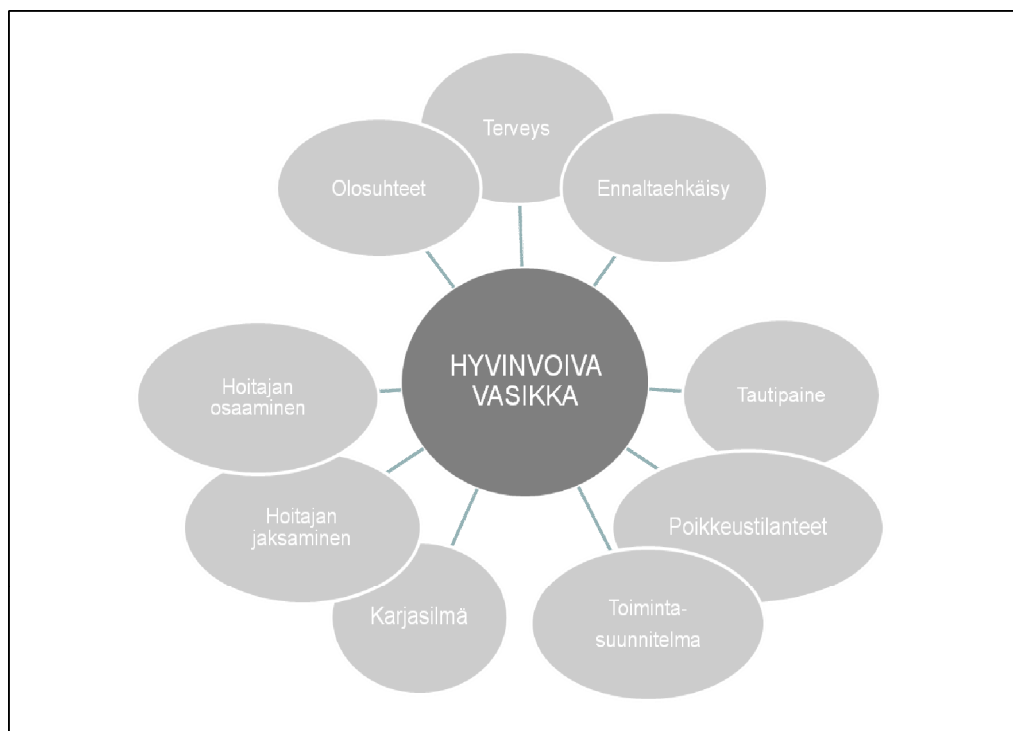 Terveys
Olosuhteet
Ennaltaehkäisy
HYVINVOIVA
VASIKKA
Hoitajan
osaaminen
Tautipaine
Hoitajan
jaksaminen
Poikkeustilanteet
Karjasilmä
Toiminta-
suunnitelma